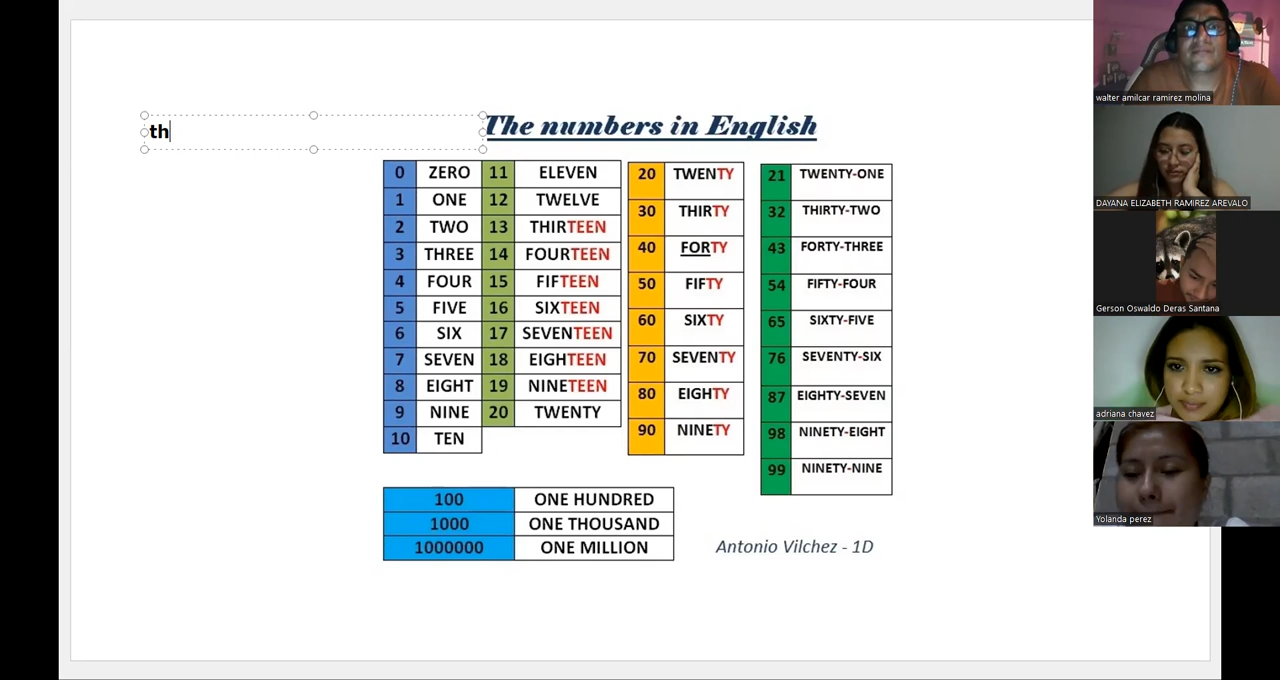 th
The numbers in English
0 ZERO 11 ELEVEN
1 ONE 12 TWELVE
2 TWO 13 THIRTEEN
3 THREE 14 FOURTEEN
4 FOUR 15 FIFTEEN
5 FIVE 16 SIXTEEN
6 SIX 17 SEVENTEEN
7 SEVEN 18 EIGHTEEN
8 EIGHT 19 NINETEEN
9 NINE 20 TWENTY
10 TEN
20 TWENTY
30 THIRTY
40 FORTY
50 FIFTY
60 SIXTY
70 SEVENTY
80 EIGHTY
90 NINETY
21 TWENTY-ONE
32 THIRTY-TWO
43 FORTY-THREE
54 FIFTY-FOUR
65 SIXTY-FIVE
76 SEVENTY-SIX
87 EIGHTY-SEVEN
98 NINETY-EIGHT
99 NINETY-NINE
100 ONE HUNDRED
1000 ONE THOUSAND
1000000 ONE MILLION
Antonio Vilchez - 1D
walter amilcar ramirez molina
DAYANA ELIZABETH RAMIREZ AREVALO
Gerson Oswaldo Deras Santana
adriana chavez
Yolanda perez